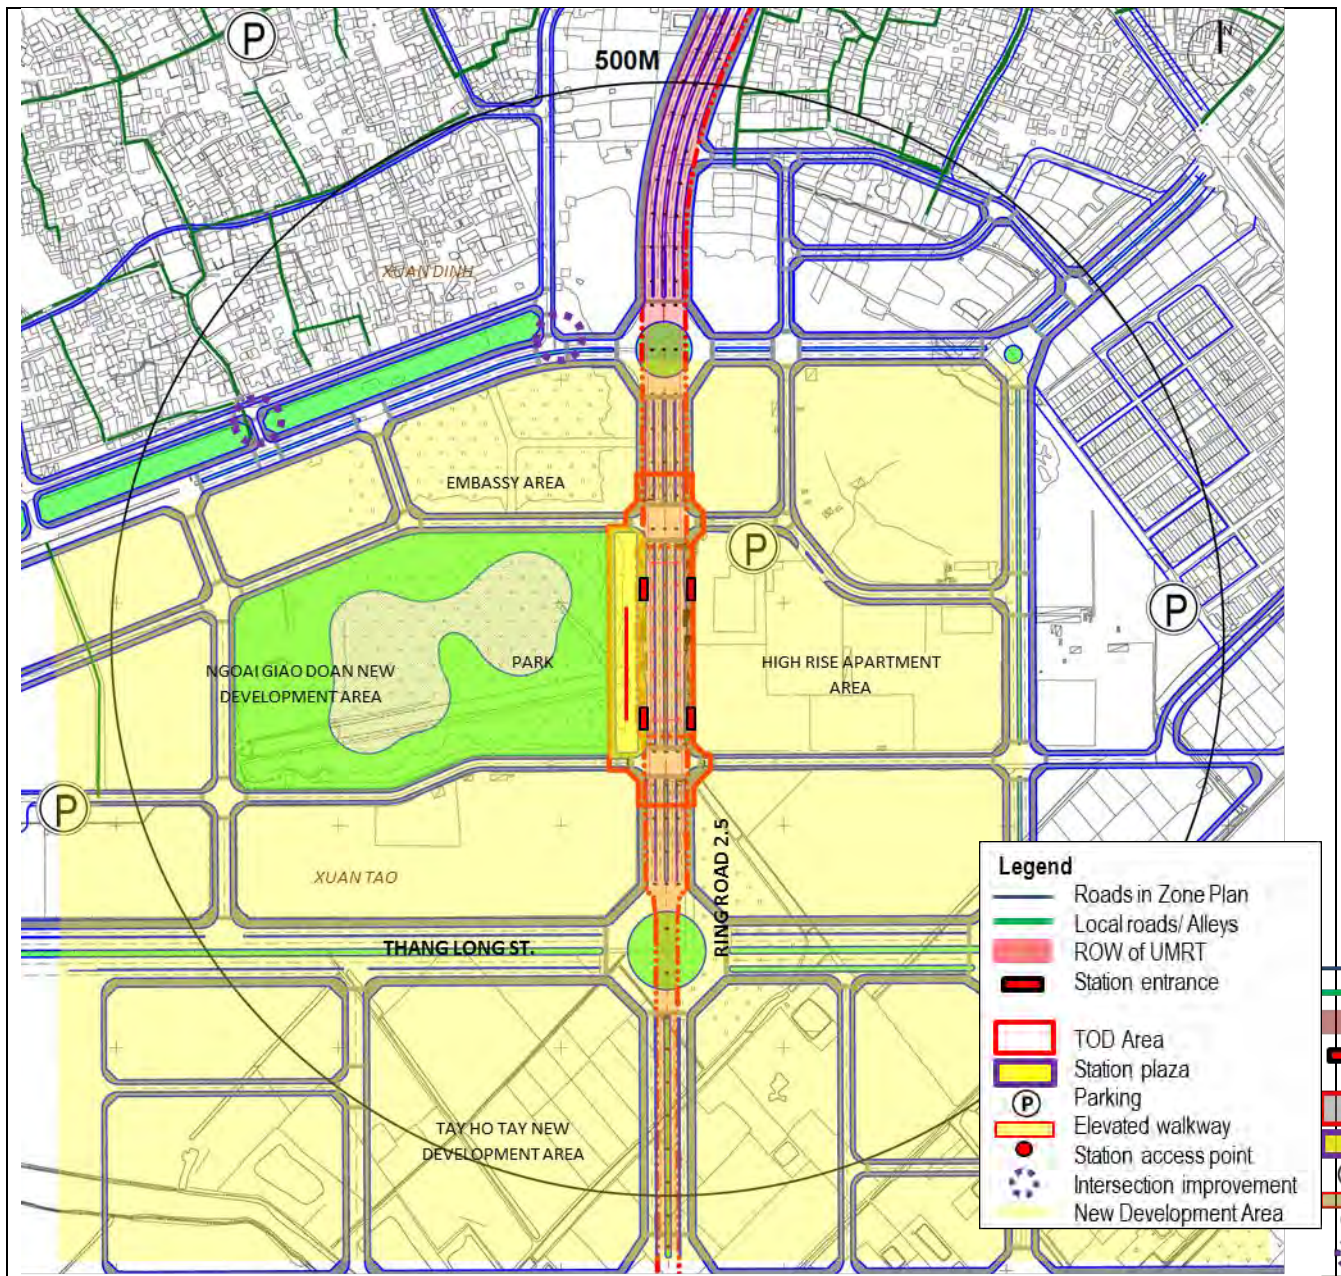 P
N
500M
XUAN DINH
EMBASSY AREA
P
P
NGOAI GIAO DOAN NEW
DEVELOPMENT AREA
PARK
HIGH RISE APARTMENT
AREA
P
XUAN TAO
RING ROAD 2.5
THANG LONG ST.
TAY HO TAY NEW
DEVELOPMENT AREA
Legend
Roads in Zone Plan
Local roads/ Alleys
ROW of UMRT
Station entrance
TOD Area
Station plaza
P
Parking
Elevated walkway
Station access point
Intersection improvement
New Development Area